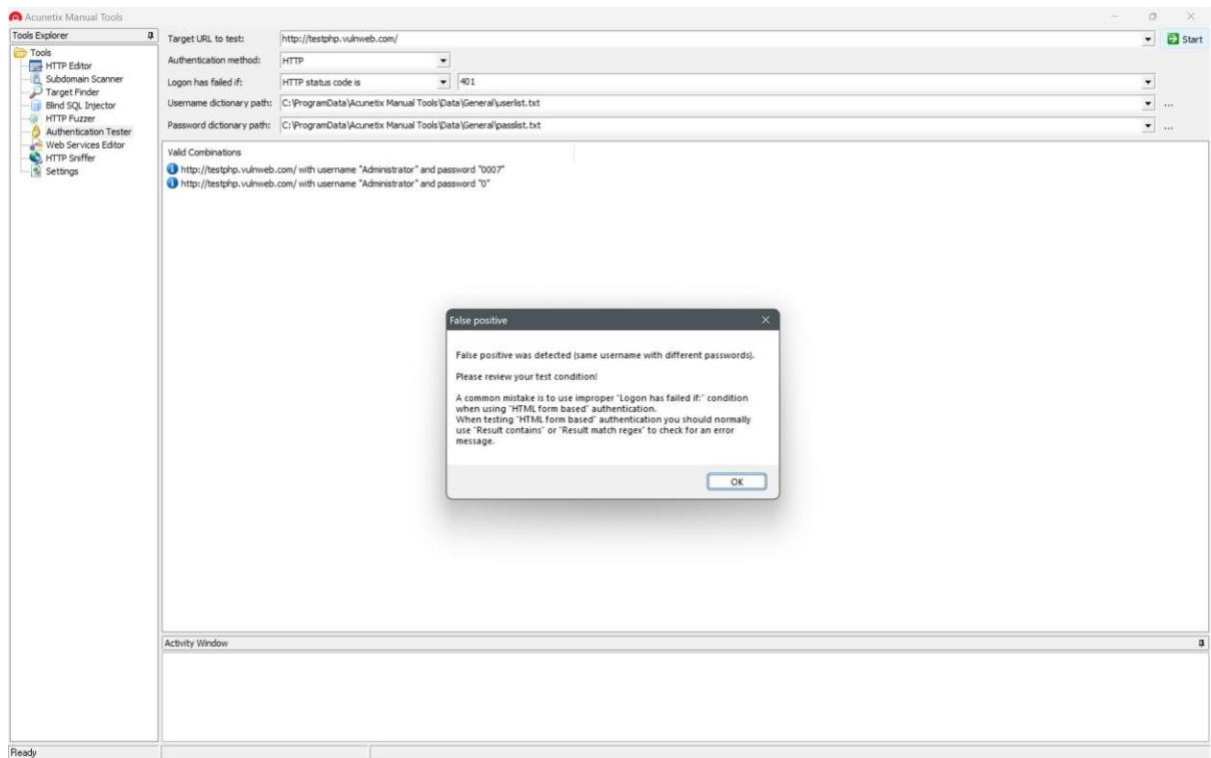 Acunetix Manual Tools
Tools Explorer
Tools
HTTP Editor
Subdomain Scanner
Target Finder
Blind SQL Injector
HTTP Fuzzer
Authentication Tester
Web Services Editor
HTTP Sniffer
Settings
Target URL to test: http://testphp.vulnweb.com/ Start
Authentication method: HTTP
Logon has failed if: HTTP status code is 401
Username dictionary path: C:\ProgramData\Acunetix Manual Tools\Data\General\userlist.txt ...
Password dictionary path: C:\ProgramData\Acunetix Manual Tools\Data\General\passlist.txt ...
Valid Combinations
http://testphp.vulnweb.com/ with username "Administrator" and password "0007"
http://testphp.vulnweb.com/ with username "Administrator" and password "0"
False positive
False positive was detected (same username with different passwords).
Please review your test condition!
A common mistake is to use improper "Logon has failed if:" condition
when using "HTML form based" authentication.
When testing "HTML form based" authentication you should normally
use "Result contains" or "Result match regex" to check for an error
message.
OK
Activity Window
Ready